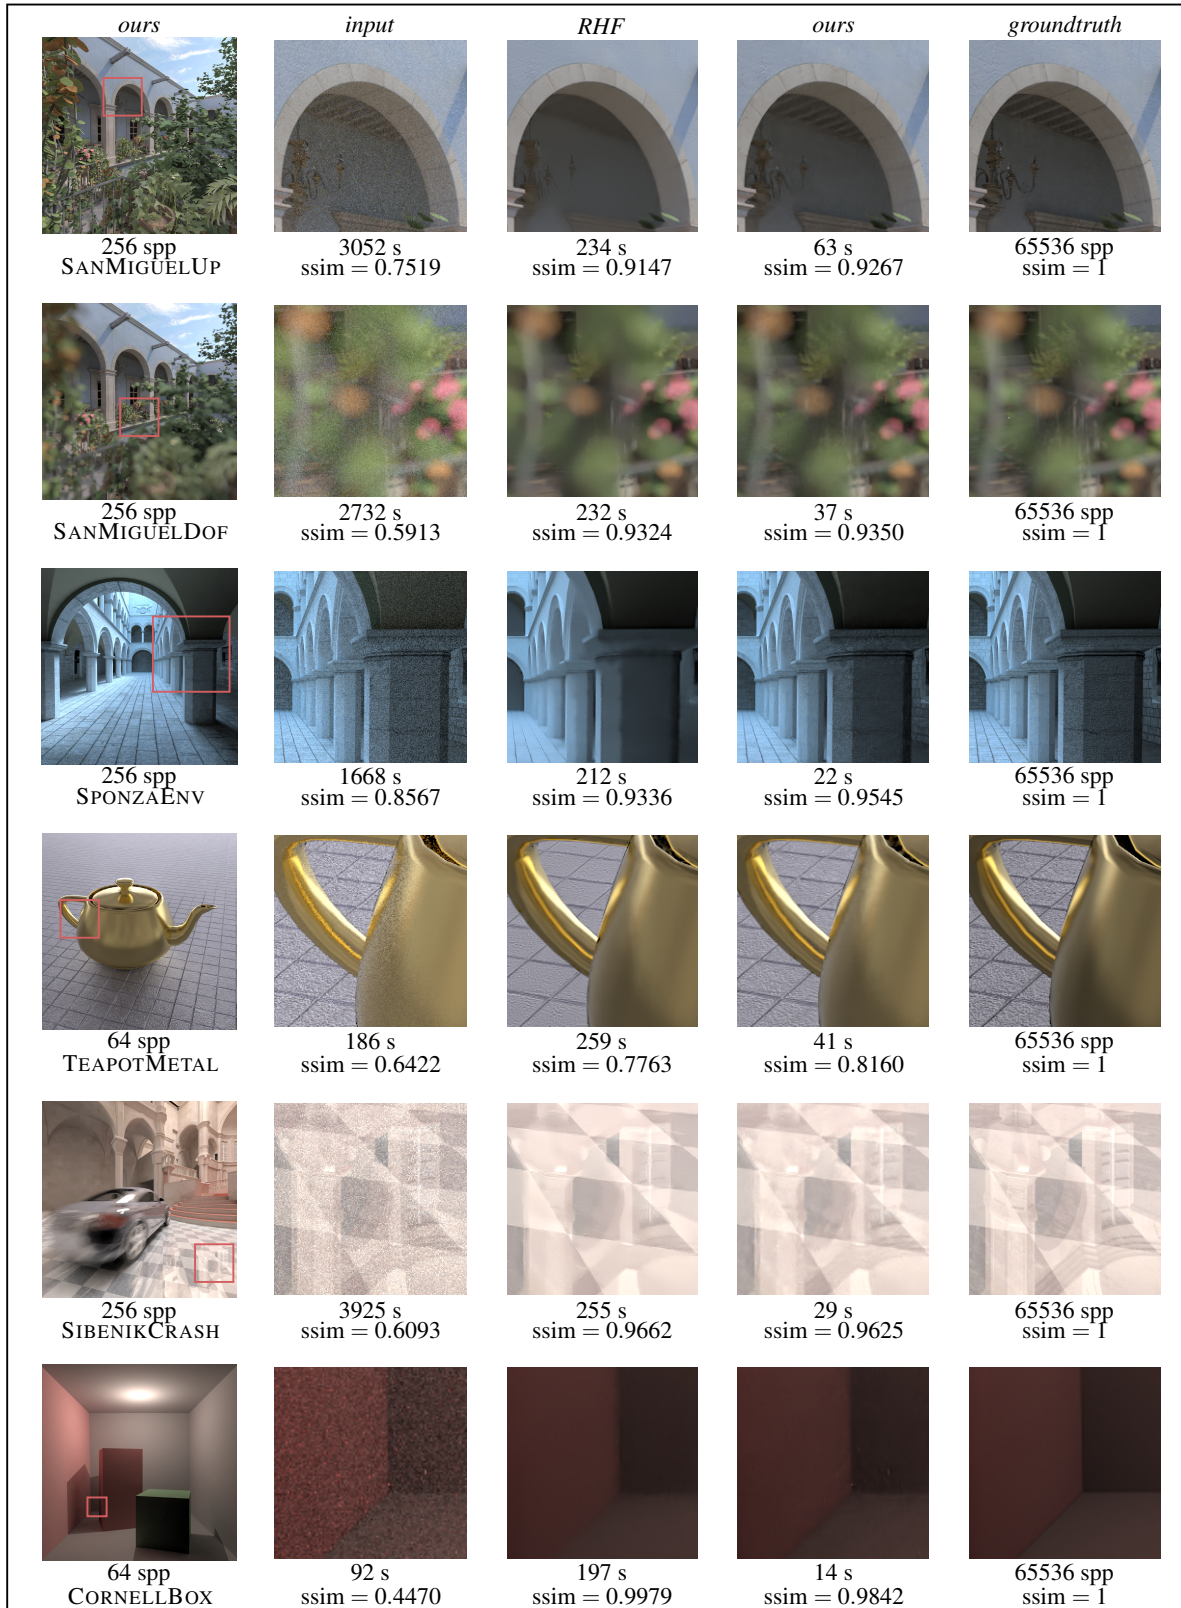 ours input RHF ours groundtruth
256 spp 3052 s 234 s 63 s 65536 spp
SANMIGUELUP ssim = 0.7519 ssim = 0.9147 ssim = 0.9267 ssim = 1
256 spp 2732 s 232 s 37 s 65536 spp
SANMIGUELDOF ssim = 0.5913 ssim = 0.9324 ssim = 0.9350 ssim = 1
256 spp 1668 s 212 s 22 s 65536 spp
SPONZAENV ssim = 0.8567 ssim = 0.9336 ssim = 0.9545 ssim = 1
64 spp 186 s 259 s 41 s 65536 spp
TEAPOTMETAL ssim = 0.6422 ssim = 0.7763 ssim = 0.8160 ssim = 1
256 spp 3925 s 255 s 29 s 65536 spp
SIBENIKCRASH ssim = 0.6093 ssim = 0.9662 ssim = 0.9625 ssim = 1
64 spp 92 s 197 s 14 s 65536 spp
CORNELLBOX ssim = 0.4470 ssim = 0.9979 ssim = 0.9842 ssim = 1